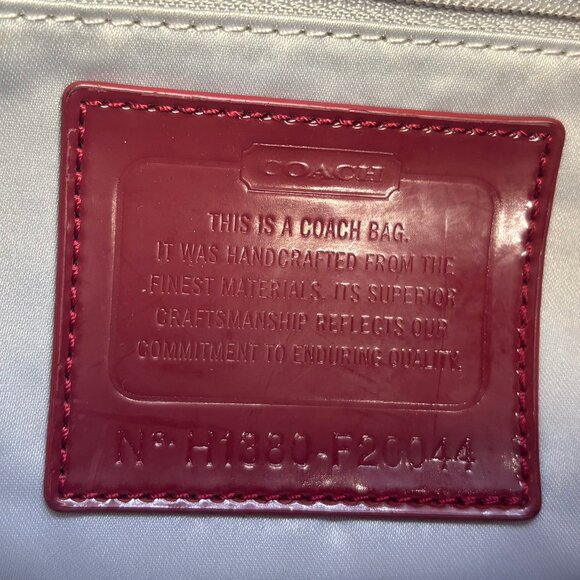 COACH
THIS IS A COACH BAG.
IT WAS HANDCRAFTED FROM THE
FINEST MATERIALS. ITS SUPERIOR
CRAFTSMANSHIP REFLECTS OUR
COMMITMENT TO ENDURING QUALITY.
Nº H1380-F20044